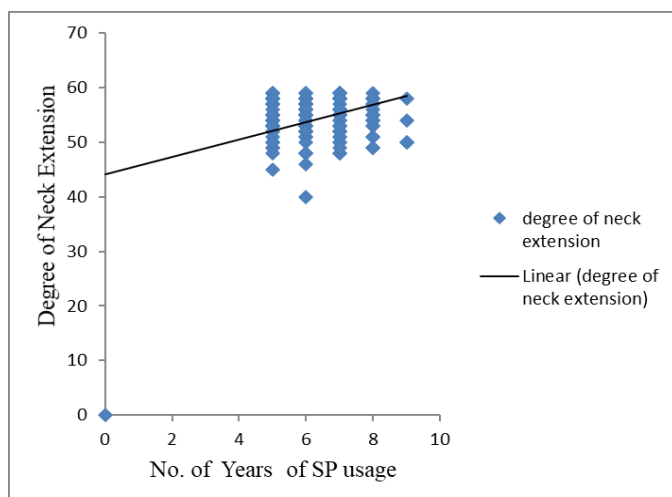 70
60
50
40
30
20
10
0
0 2 4 6 8 10
Degree of Neck Extension
No. of Years of SP usage
degree of neck
extension
Linear (degree of
neck extension)